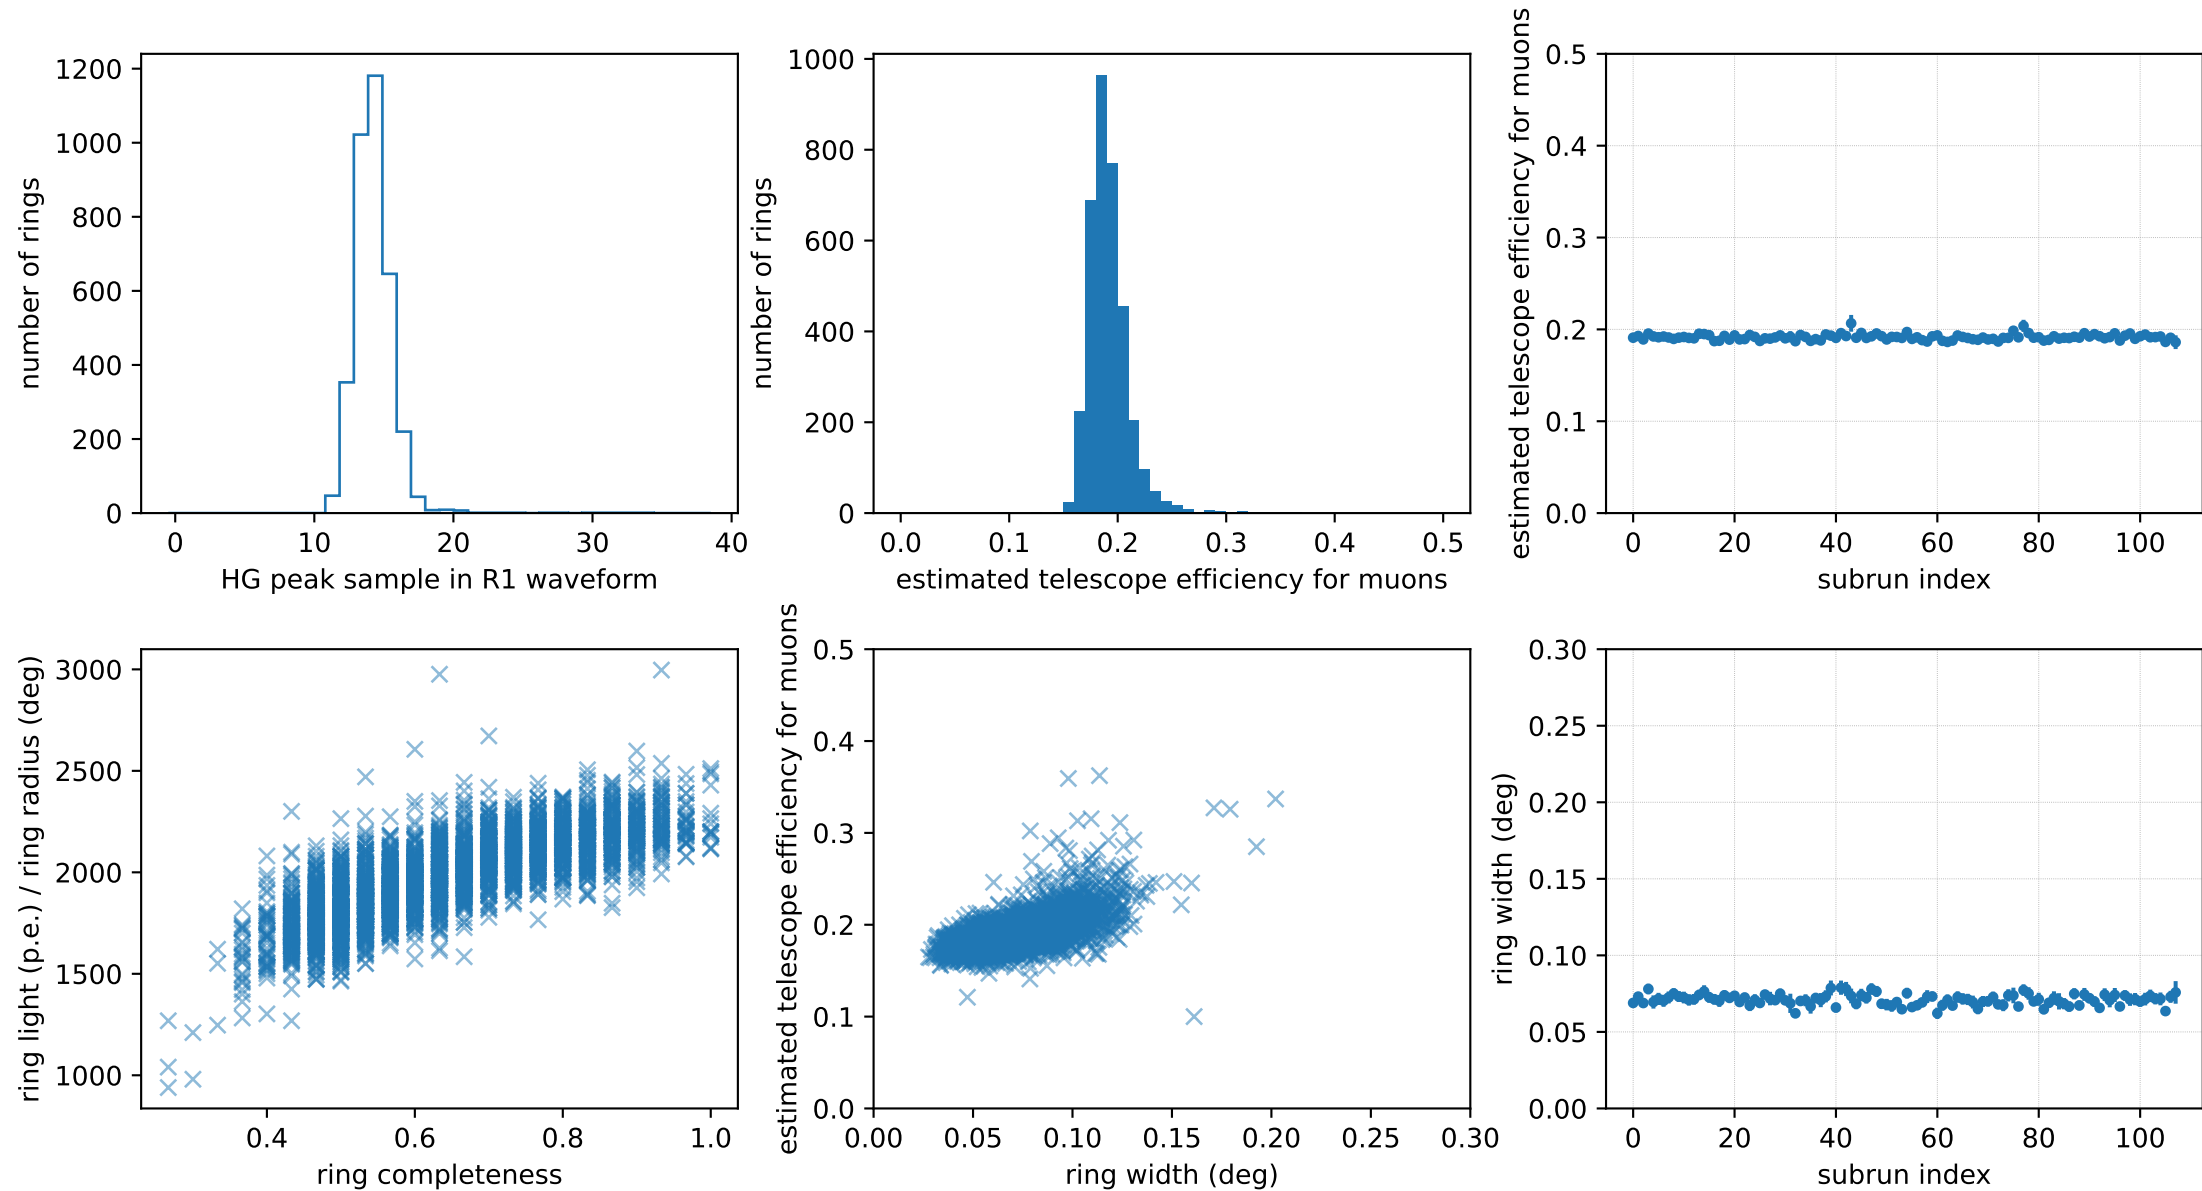 1200
1000
800
600
400
200
0
0 10 20 30 40
number of rings
HG peak sample in R1 waveform
1000
800
600
400
200
0
0.0 0.1 0.2 0.3 0.4 0.5
number of rings
estimated telescope efficiency for muons
0.5
0.4
0.3
0.2
0.1
0.0
0 20 40 60 80 100
estimated telescope efficiency for muons
subrun index
3000
2500
2000
1500
1000
0.4 0.6 0.8 1.0
ring light (p.e.) / ring radius (deg)
ring completeness
0.5
0.4
0.3
0.2
0.1
0.0
0.00 0.05 0.10 0.15 0.20 0.25 0.30
estimated telescope efficiency for muons
ring width (deg)
0.30
0.25
0.20
0.15
0.10
0.05
0.00
0 20 40 60 80 100
ring width (deg)
subrun index